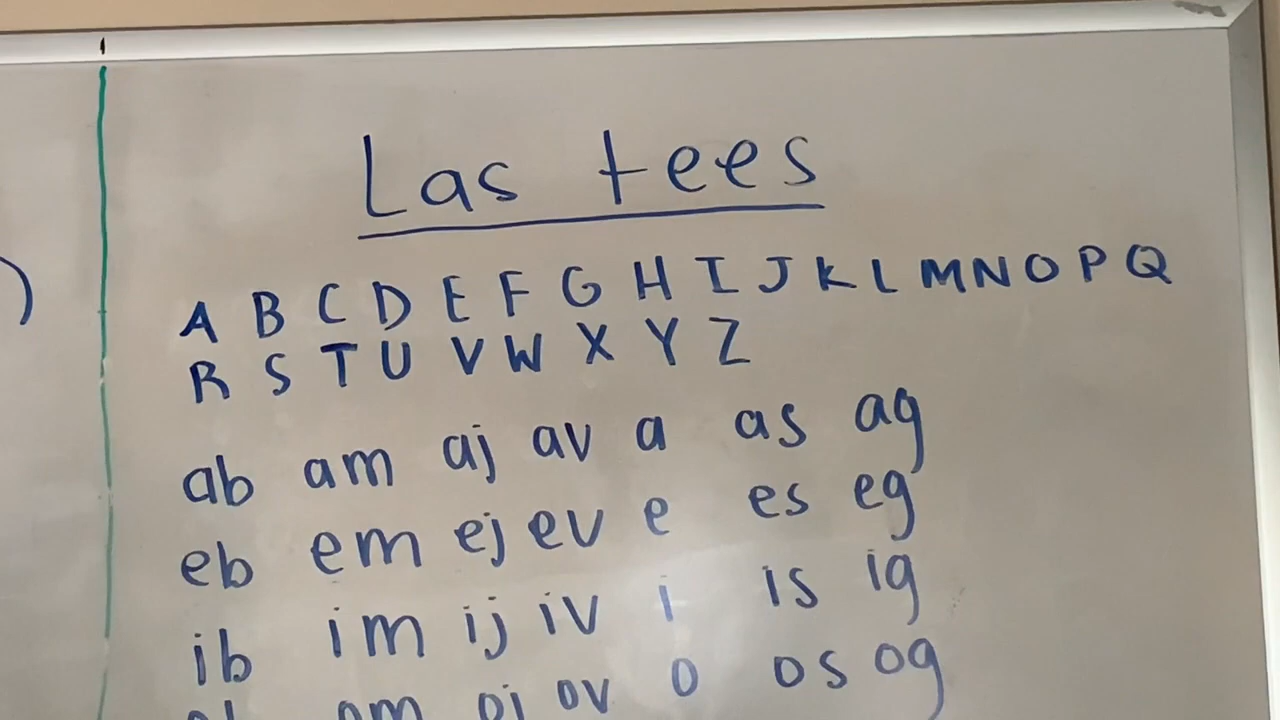 Las tees
A B C D E F G H I J K L M N O P Q
R S T U V W X Y Z
ab am aj av a as ag
eb em ej ev e es eg
ib im ij iv i is ig
om oj ov o os og